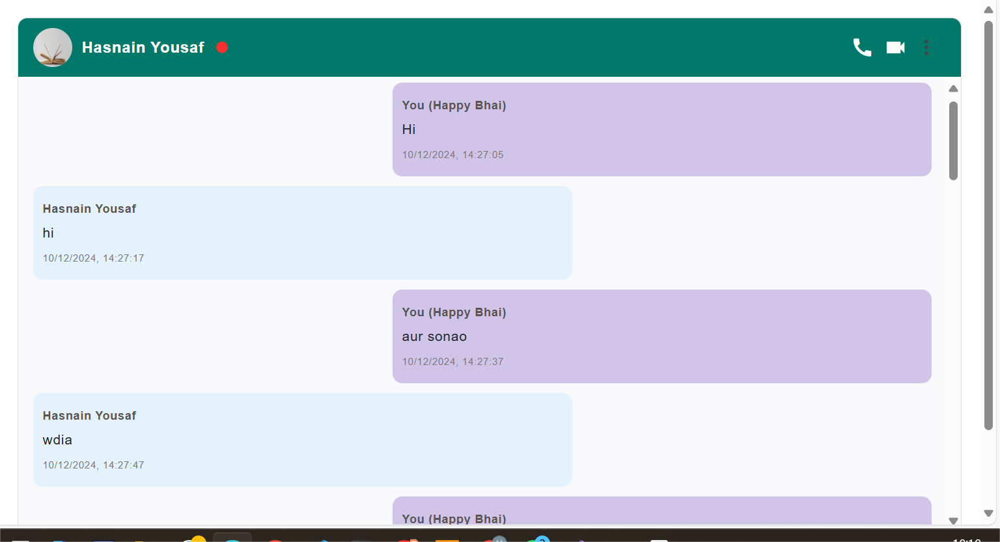 Hasnain Yousaf
You (Happy Bhai)
Hi
10/12/2024, 14:27:05
Hasnain Yousaf
hi
10/12/2024, 14:27:17
You (Happy Bhai)
aur sonao
10/12/2024, 14:27:37
Hasnain Yousaf
wdia
10/12/2024, 14:27:47
You (Happy Bhai)